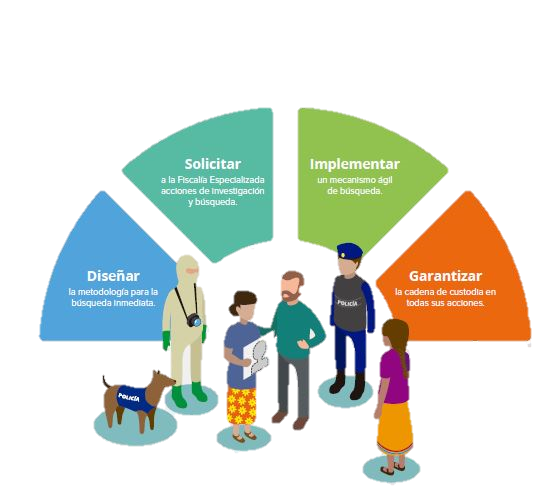 Solicitar
a la Fiscalía Especializada
acciones de investigación
y búsqueda.
Implementar
un mecanismo ágil
de búsqueda.
Diseñar
la metodología para la
búsqueda inmediata.
Garantizar
la cadena de custodia en
todas sus acciones.
POLICÍA
POLICÍA